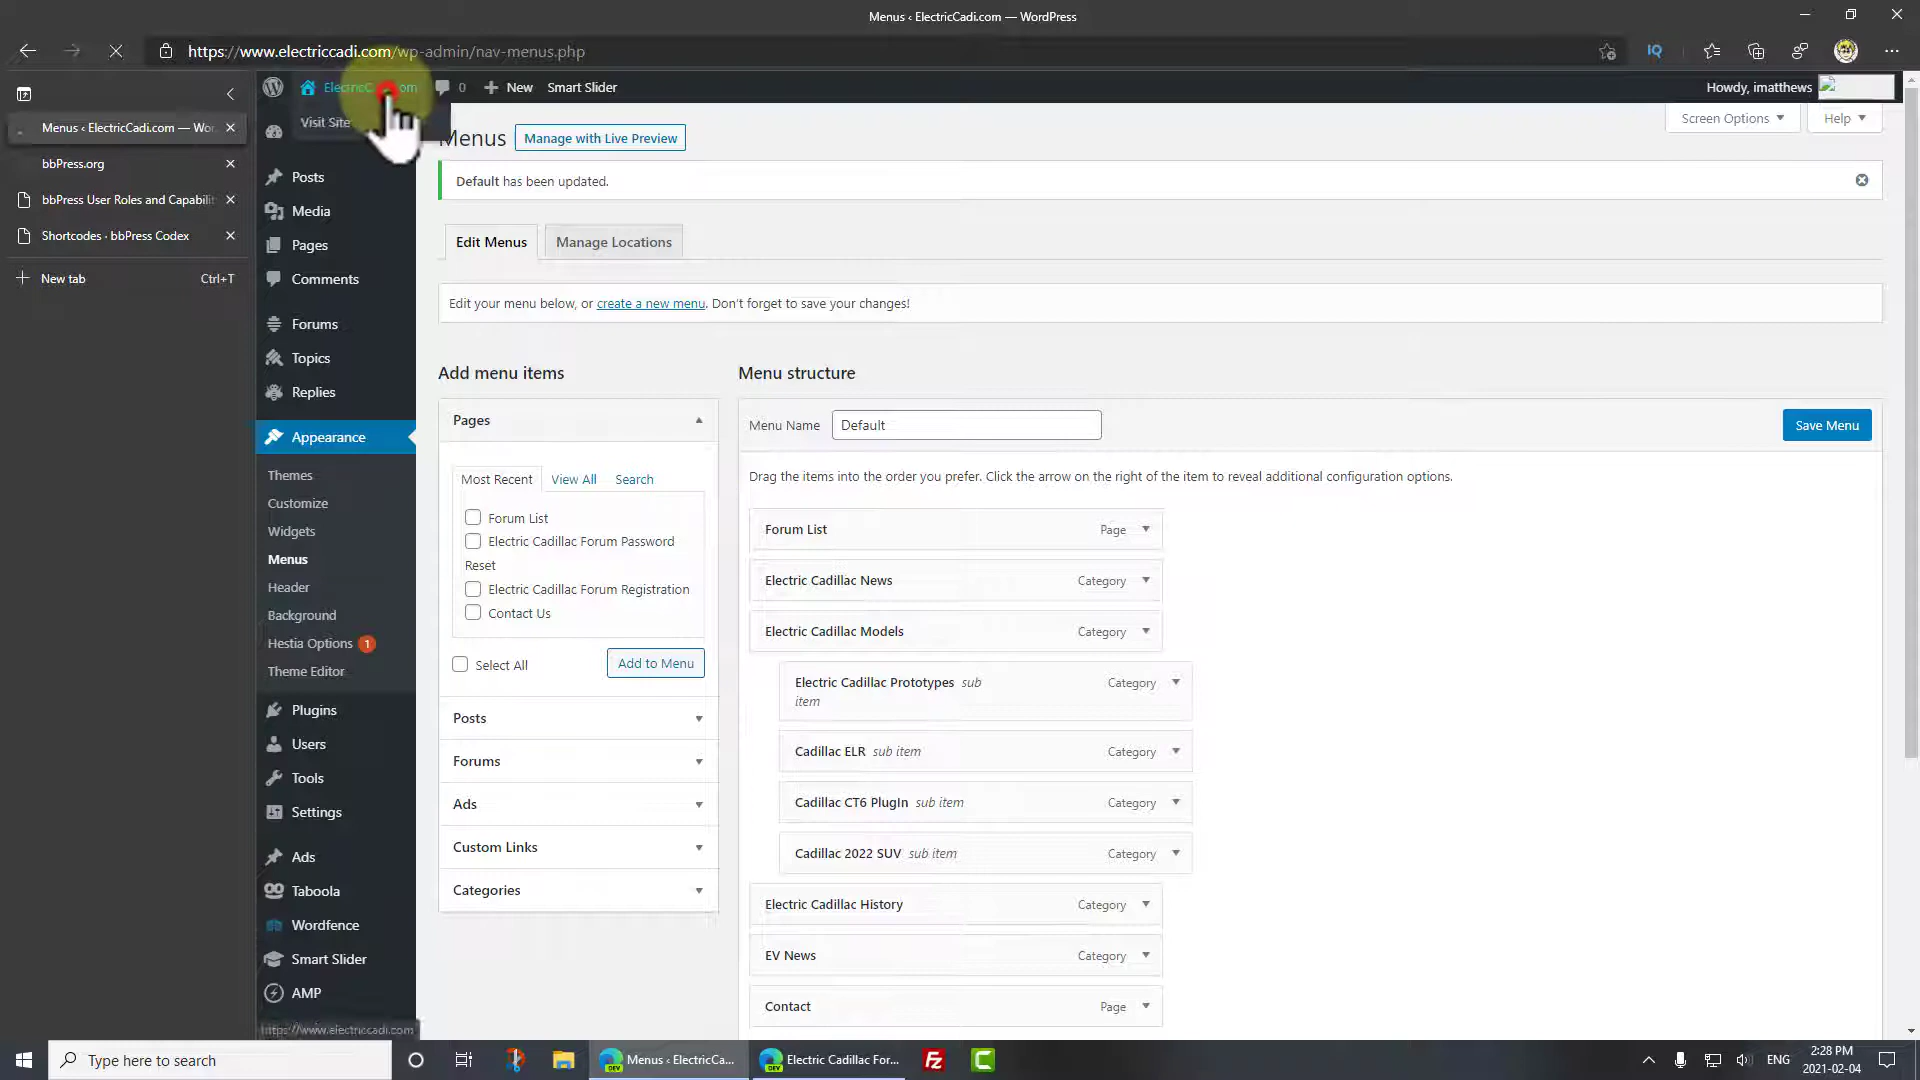 Menus ‹ ElectricCadi.com — WordPress
https://www.electriccadi.com/wp-admin/nav-menus.php
IQ
Menus ‹ ElectricCadi.com — Wor
bbPress.org
bbPress User Roles and Capabilit
Shortcodes · bbPress Codex
New tab Ctrl+T
0
New
Smart Slider
Howdy, imatthews
Visit Site
Posts
Media
Pages
Comments
Forums
Topics
Replies
Appearance
Themes
Customize
Widgets
Menus
Header
Background
Hestia Options 1
Theme Editor
Plugins
Users
Tools
Settings
Ads
Taboola
Wordfence
Smart Slider
AMP
https://www.electriccadi.com
Screen Options
Help
Menus
Manage with Live Preview
Default has been updated.
Edit Menus
Manage Locations
Edit your menu below, or create a new menu. Don't forget to save your changes!
Add menu items
Pages
Most Recent
View All
Search
Forum List
Electric Cadillac Forum Password
Reset
Electric Cadillac Forum Registration
Contact Us
Select All
Add to Menu
Posts
Forums
Ads
Custom Links
Categories
Menu structure
Menu Name Default
Save Menu
Drag the items into the order you prefer. Click the arrow on the right of the item to reveal additional configuration options.
Forum List Page
Electric Cadillac News Category
Electric Cadillac Models Category
Electric Cadillac Prototypes sub Category
item
Cadillac ELR sub item Category
Cadillac CT6 PlugIn sub item Category
Cadillac 2022 SUV sub item Category
Electric Cadillac History Category
EV News Category
Contact Page
Type here to search
Menus ‹ ElectricCa...
Electric Cadillac For...
ENG
2:28 PM
2021-02-04